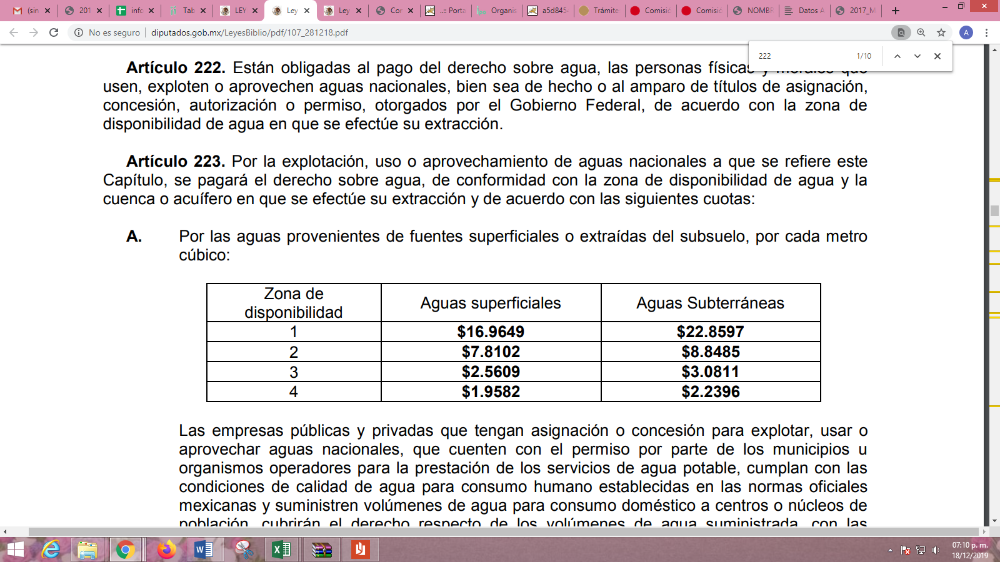 (sin
201
info
Tab
LEY
Ley
Ley
Cor
..:: Porta
Organis
a5d845
Trámite
Comisió
Comisió
NOMBR
Datos A
2017_M
No es seguro | diputados.gob.mx/LeyesBiblio/pdf/107_281218.pdf
A
222 1/10
Artículo 222. Están obligadas al pago del derecho sobre agua, las personas físicas y morales que
usen, exploten o aprovechen aguas nacionales, bien sea de hecho o al amparo de títulos de asignación,
concesión, autorización o permiso, otorgados por el Gobierno Federal, de acuerdo con la zona de
disponibilidad de agua en que se efectúe su extracción.
Artículo 223. Por la explotación, uso o aprovechamiento de aguas nacionales a que se refiere este
Capítulo, se pagará el derecho sobre agua, de conformidad con la zona de disponibilidad de agua y la
cuenca o acuífero en que se efectúe su extracción y de acuerdo con las siguientes cuotas:
A. Por las aguas provenientes de fuentes superficiales o extraídas del subsuelo, por cada metro
cúbico:
Zona de
disponibilidad
Aguas superficiales
Aguas Subterráneas
1 $16.9649 $22.8597
2 $7.8102 $8.8485
3 $2.5609 $3.0811
4 $1.9582 $2.2396
Las empresas públicas y privadas que tengan asignación o concesión para explotar, usar o
aprovechar aguas nacionales, que cuenten con el permiso por parte de los municipios u
organismos operadores para la prestación de los servicios de agua potable, cumplan con las
condiciones de calidad de agua para consumo humano establecidas en las normas oficiales
mexicanas y suministren volúmenes de agua para consumo doméstico a centros o núcleos de
población, cubrirán el derecho respecto de los volúmenes de agua suministrada, con las
07:10 p. m.
18/12/2019